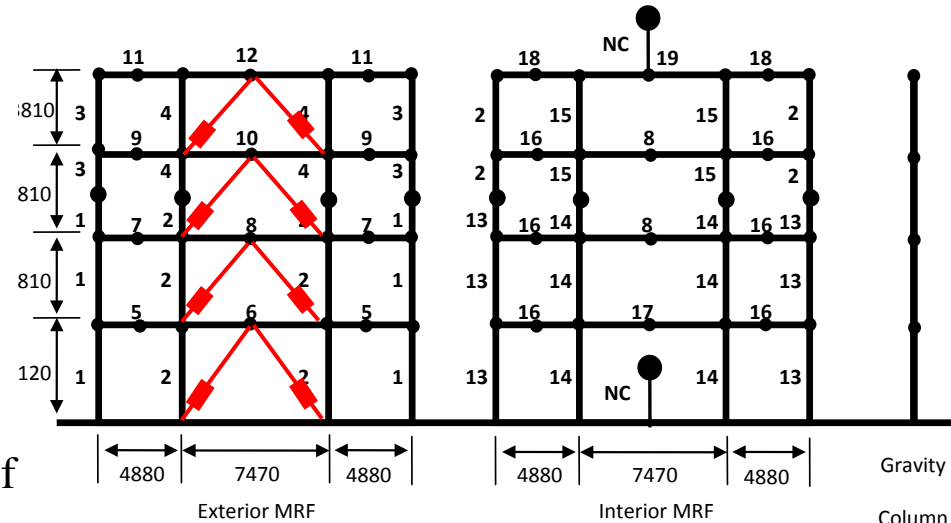 NC
11 12 11 18 19 18
810 3 4 4 3 2 15 15 2
9 10 9 16 8 16
3 4 4 3 2 15 15 2
810
1 2 1 13 14 14 13
7 8 7 16 8 16
810 1 2 2 1 13 14 14 13
5 6 5 16 17 16
120 1 2 2 1 13 14 14 13
NC
4880 7470 4880 4880 7470 4880
f
Exterior MRF
Interior MRF
Gravity
Column